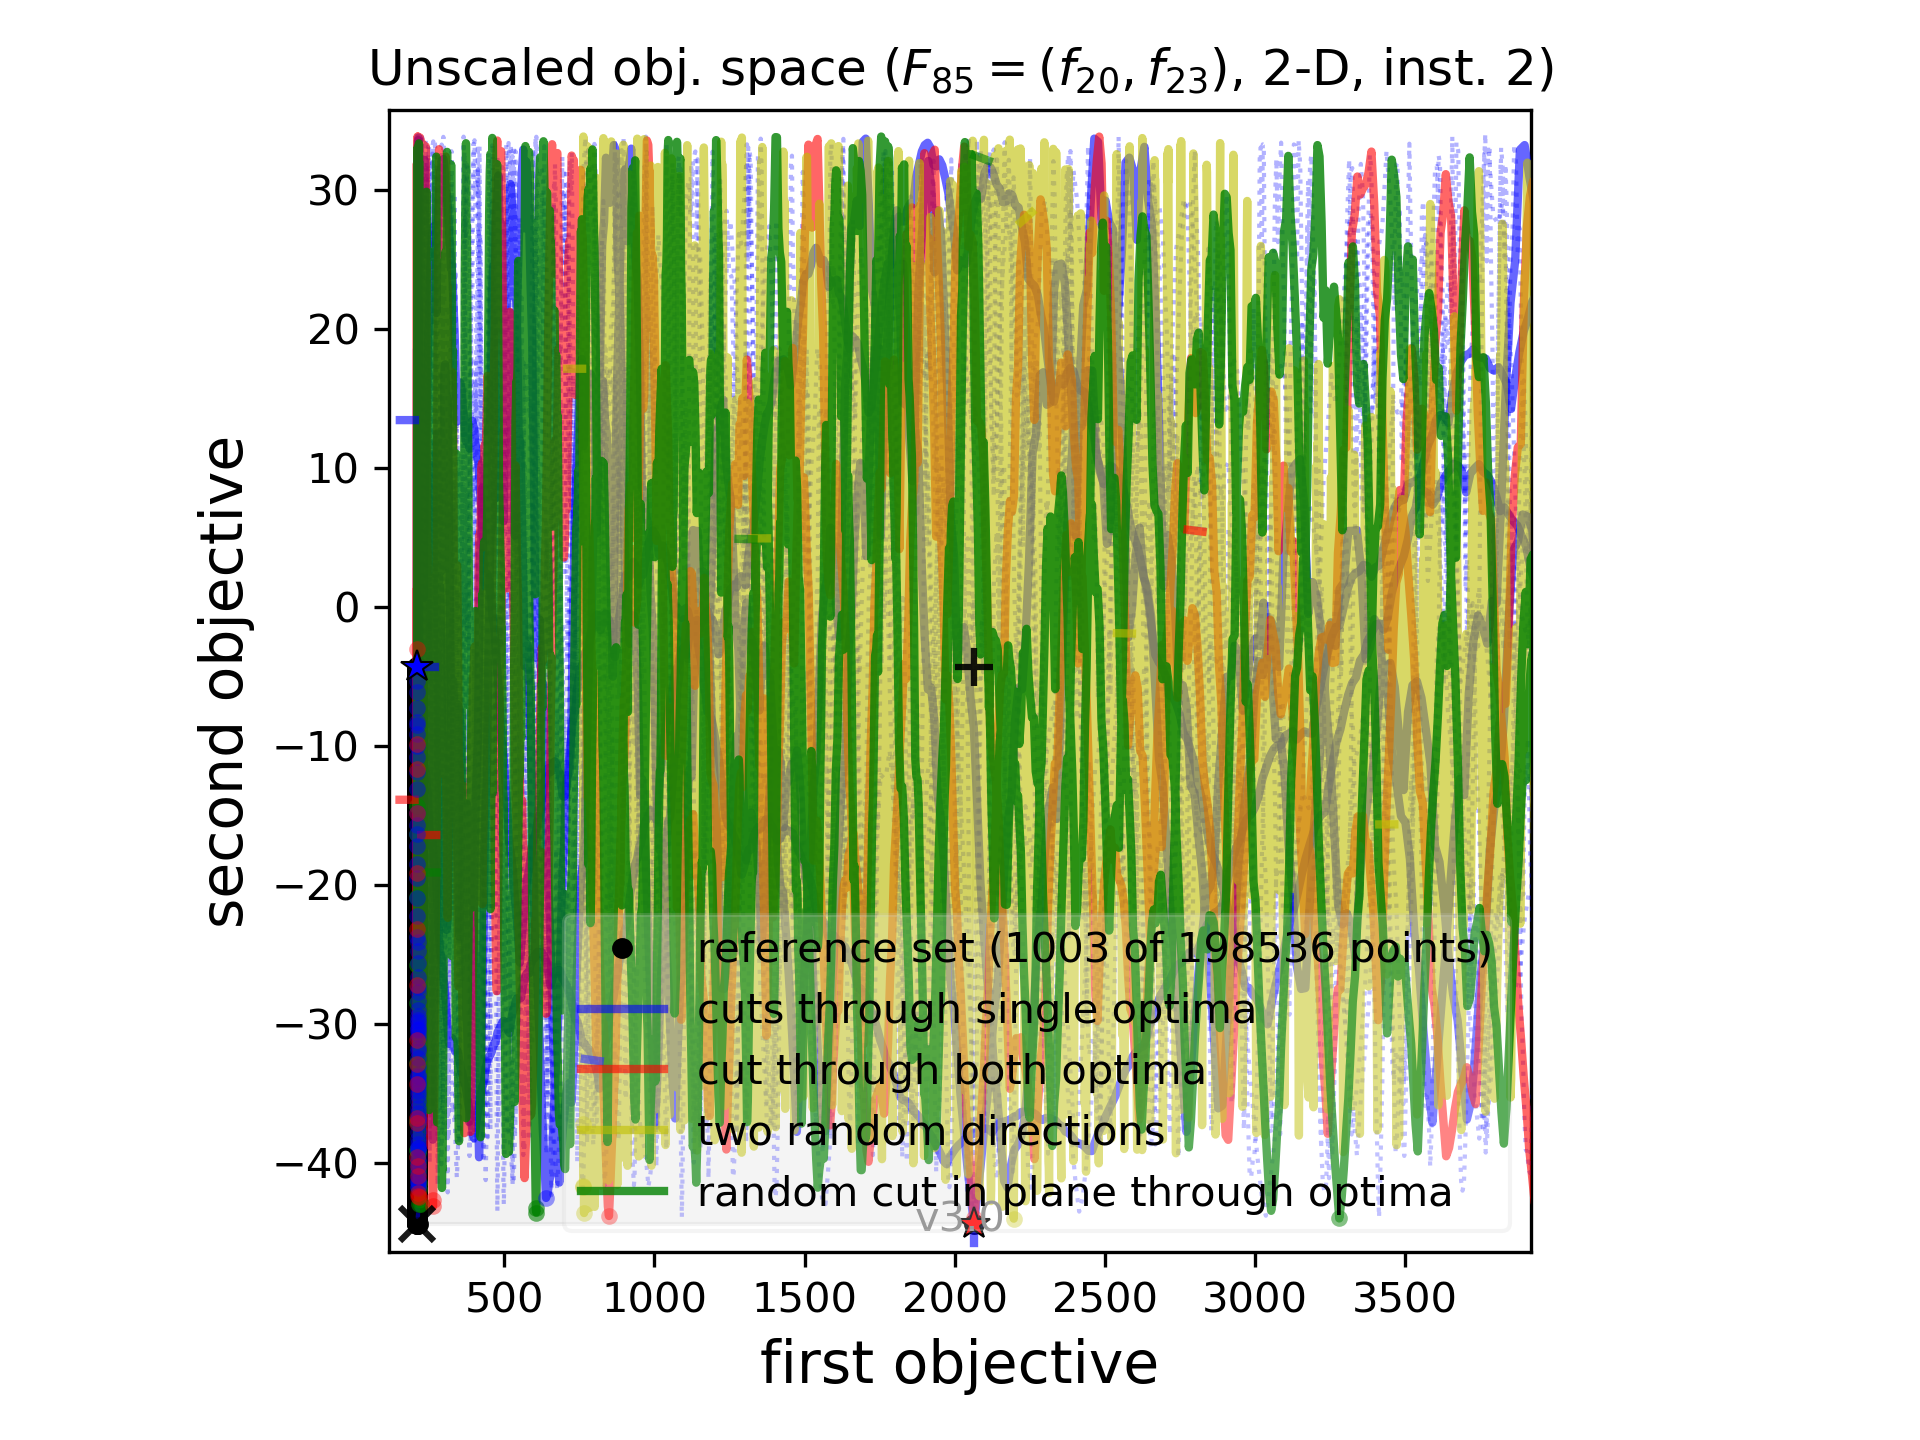 Unscaled obj. space (F85 = (f20, f23), 2-D, inst. 2)
30
20
10
0
−10
−20
−30
−40
second objective
reference set (1003 of 198536 points)
cuts through single optima
cut through both optima
two random directions
random cut in plane through optima
v3.0
500 1000 1500 2000 2500 3000 3500
first objective